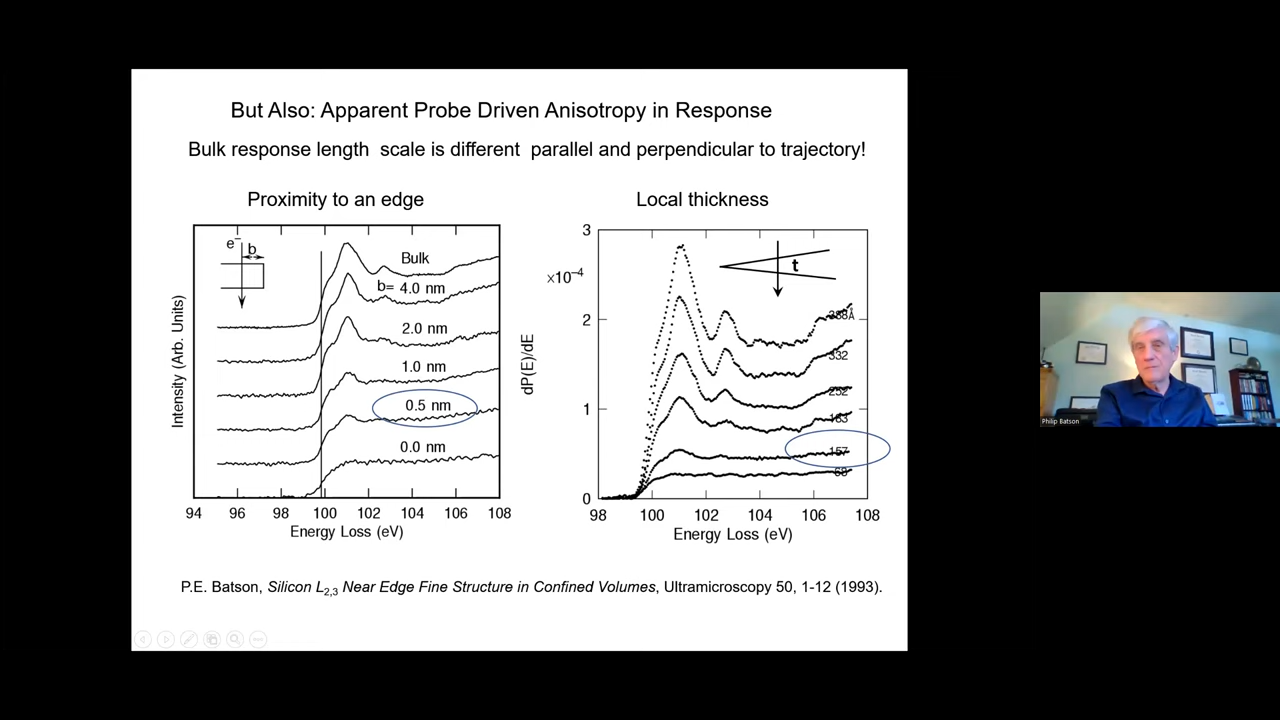 But Also: Apparent Probe Driven Anisotropy in Response
Bulk response length scale is different parallel and perpendicular to trajectory!
Proximity to an edge
Intensity (Arb. Units)
e⁻
b
Bulk
b= 4.0 nm
2.0 nm
1.0 nm
0.5 nm
0.0 nm
94 96 98 100 102 104 106 108
Energy Loss (eV)
Local thickness
×10⁻⁴
dP(E)/dE
3
2
1
0
t
332
252
157
98 100 102 104 106 108
Energy Loss (eV)
P.E. Batson, Silicon L2,3 Near Edge Fine Structure in Confined Volumes, Ultramicroscopy 50, 1-12 (1993).
Philip Batson